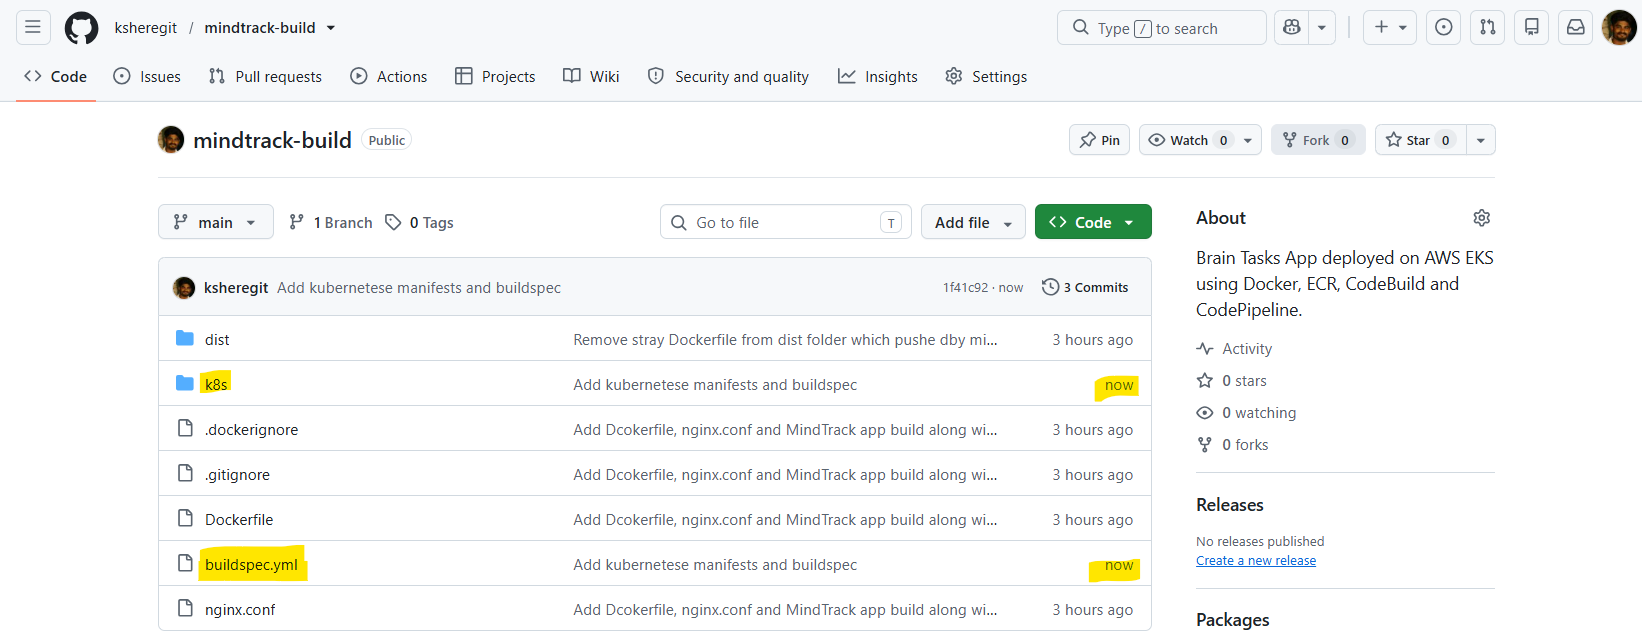 ksheregit / mindtrack-build
Type / to search
Code Issues Pull requests Actions Projects Wiki Security and quality Insights Settings
mindtrack-build Public
Pin Watch 0 Fork 0 Star 0
main 1 Branch 0 Tags Go to file T Add file Code
ksheregit Add kubernetese manifests and buildspec 1f41c92 · now 3 Commits
dist Remove stray Dockerfile from dist folder which pushe dby mi... 3 hours ago
k8s Add kubernetese manifests and buildspec now
.dockerignore Add Dcokerfile, nginx.conf and MindTrack app build along wi... 3 hours ago
.gitignore Add Dcokerfile, nginx.conf and MindTrack app build along wi... 3 hours ago
Dockerfile Add Dcokerfile, nginx.conf and MindTrack app build along wi... 3 hours ago
buildspec.yml Add kubernetese manifests and buildspec now
nginx.conf Add Dcokerfile, nginx.conf and MindTrack app build along wi... 3 hours ago
About
Brain Tasks App deployed on AWS EKS
using Docker, ECR, CodeBuild and
CodePipeline.
Activity
0 stars
0 watching
0 forks
Releases
No releases published
Create a new release
Packages